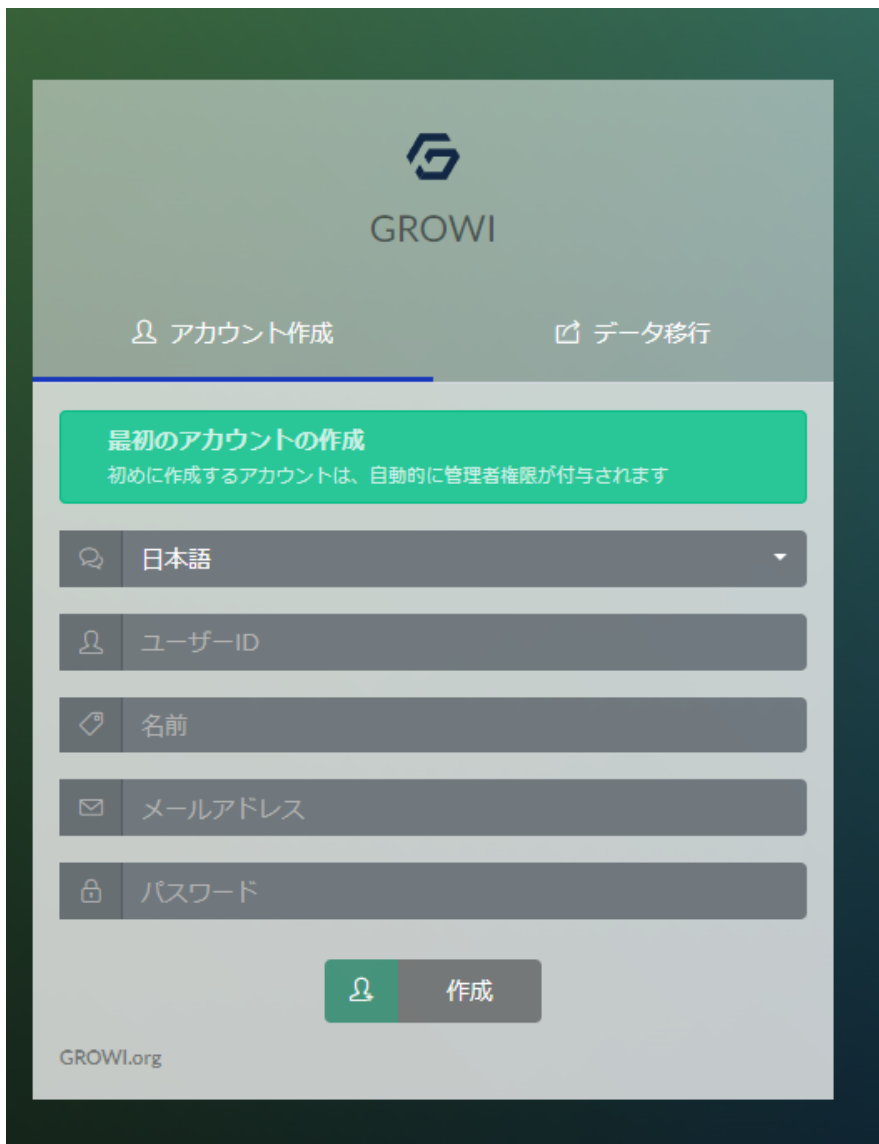 GROWI
アカウント作成
データ移行
最初のアカウントの作成
初めに作成するアカウントは、自動的に管理者権限が付与されます
日本語
ユーザーID
名前
メールアドレス
パスワード
作成
GROWI.org